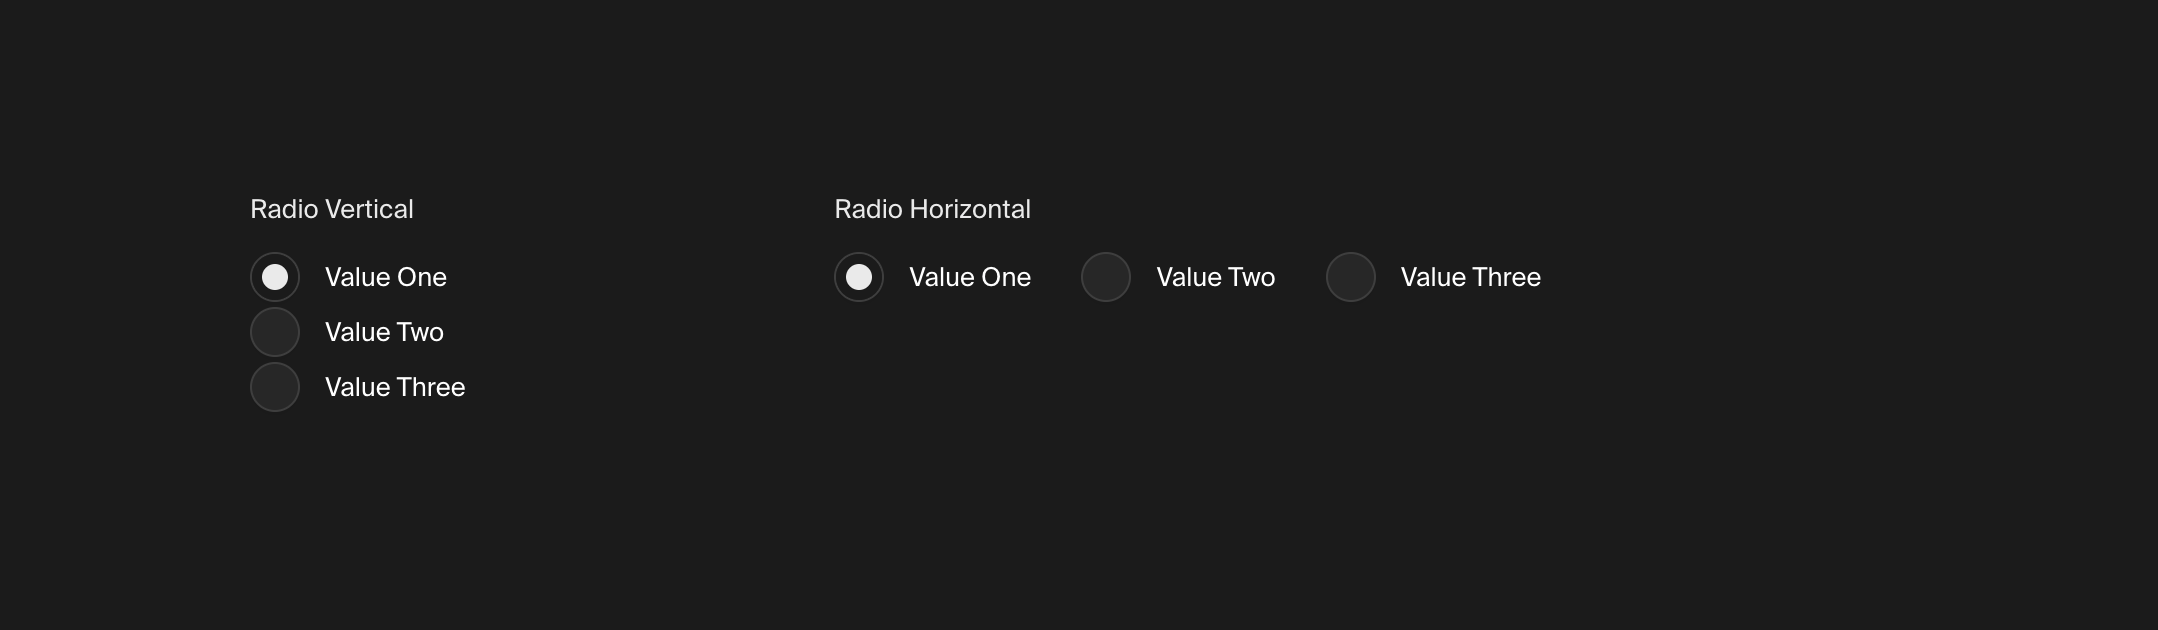 Radio Vertical
Value One
Value Two
Value Three
Radio Horizontal
Value One Value Two Value Three